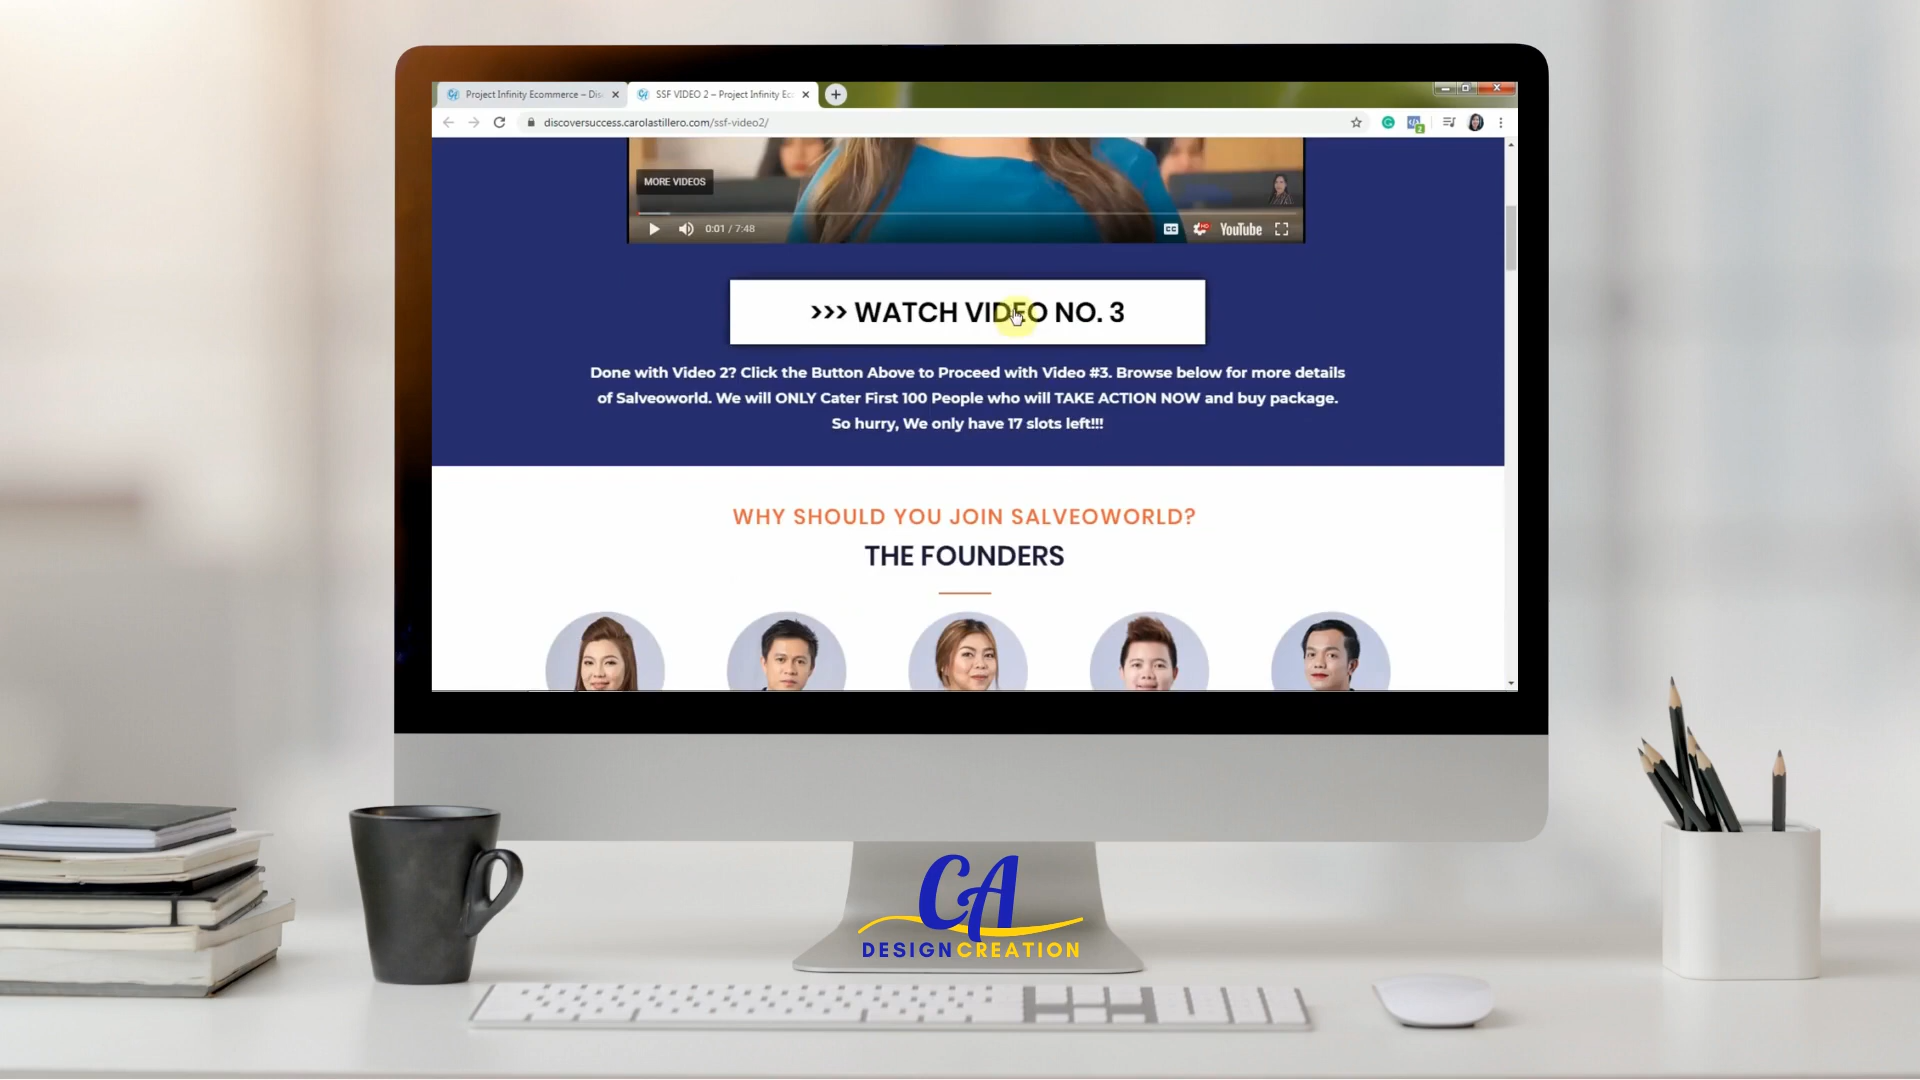 Project Infinity Ecommerce – Dis
SSF VIDEO 2 – Project Infinity Ec
discoversuccess.carolastillero.com/ssf-video2/
MORE VIDEOS
0:01 / 7:48
CC
HD
YouTube
>>> WATCH VIDEO NO. 3
Done with Video 2? Click the Button Above to Proceed with Video #3. Browse below for more details
of Salveoworld. We will ONLY Cater First 100 People who will TAKE ACTION NOW and buy package.
So hurry, We only have 17 slots left!!!
WHY SHOULD YOU JOIN SALVEOWORLD?
THE FOUNDERS
CA
DESIGNCREATION